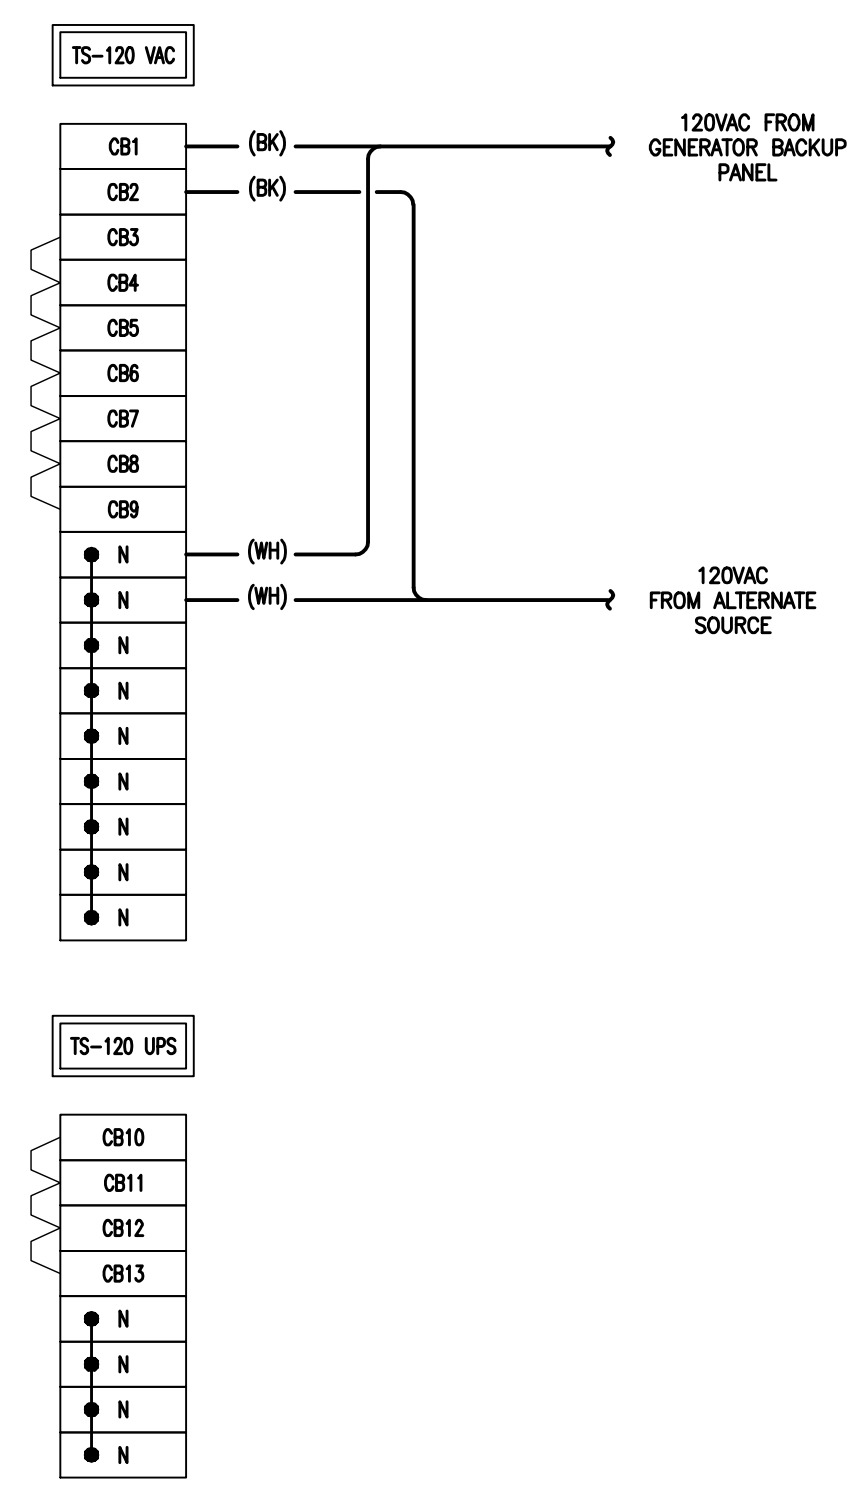 TS-120 VAC
CB1
(BK)
120VAC FROM
GENERATOR BACKUP
PANEL
CB2
(BK)
CB3
CB4
CB5
CB6
CB7
CB8
CB9
N
(WH)
N
(WH)
120VAC
FROM ALTERNATE
SOURCE
N
N
N
N
N
N
N
TS-120 UPS
CB10
CB11
CB12
CB13
N
N
N
N